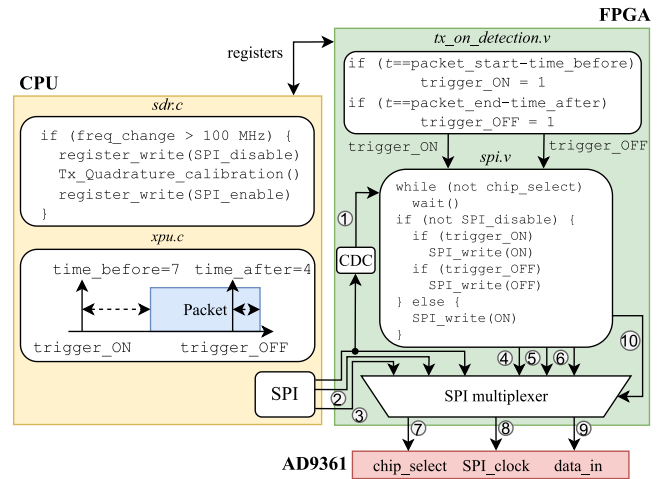 FPGA
registers
CPU
sdr.c
if (freq_change > 100 MHz) {
register_write(SPI_disable)
Tx_Quadrature_calibration()
register_write(SPI_enable)
}
xpu.c
time_before=7 time_after=4
Packet
trigger_ON trigger_OFF
SPI
tx_on_detection.v
if (t==packet_start-time_before)
trigger_ON = 1
if (t==packet_end-time_after)
trigger_OFF = 1
trigger_ON trigger_OFF
spi.v
while (not chip_select)
wait()
if (not SPI_disable) {
if (trigger_ON)
SPI_write(ON)
if (trigger_OFF)
SPI_write(OFF)
} else {
SPI_write(ON)
}
①
CDC
②
③
④ ⑤ ⑥
⑩
SPI multiplexer
⑦ ⑧ ⑨
AD9361
chip_select SPI_clock data_in